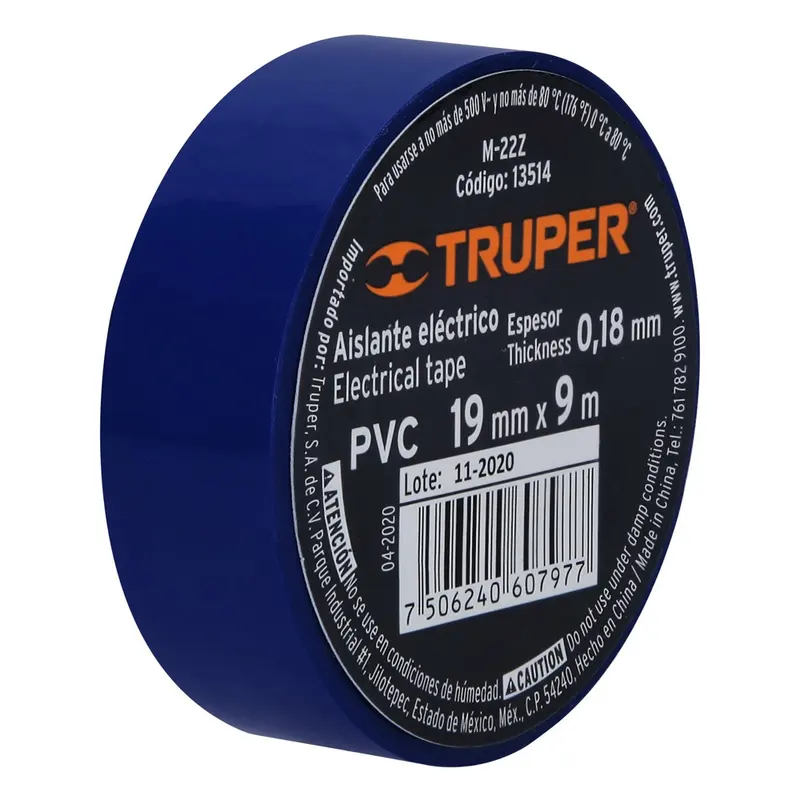 Para usarse a no más de 500 V~ y no más de 80 °C (176 °F) 0 °C a 80 °C
M-22Z
Código: 13514
TRUPER®
Aislante eléctrico
Electrical tape
Espesor
Thickness
0,18 mm
PVC 19 mm x 9 m
Lote: 11-2020
04-2020
7 506240 607977
ATENCIÓN No se use en condiciones de húmedad.
CAUTION Do not use under damp conditions.
Importado por: Truper, S.A. de C.V. Parque Industrial #1, Jilotepec, Estado de México, Méx., C.P. 54240, Hecho en China / Made in China, Tel.: 761 782 9100. www.truper.com